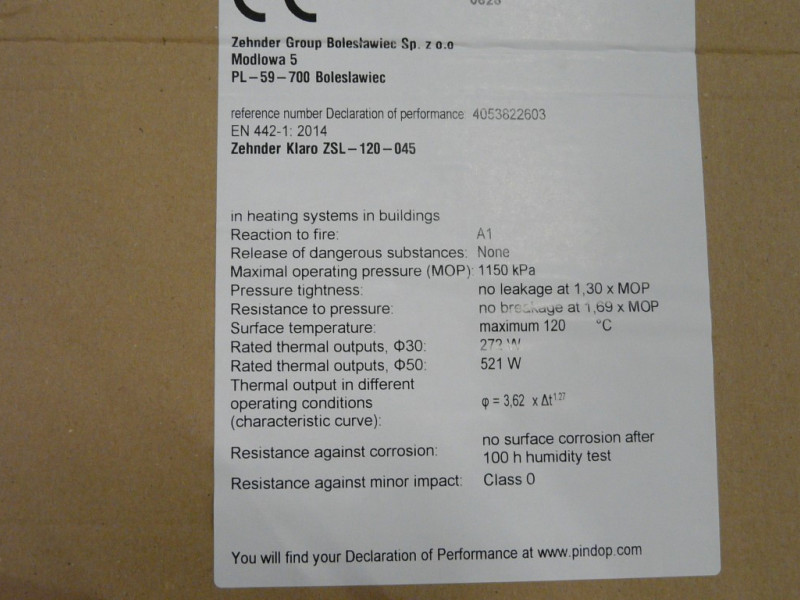 Zehnder Group Boleslawiec Sp. z o.o
Modlowa 5
PL-59-700 Boleslawiec
reference number Declaration of performance 4053822603
EN 442-1: 2014
Zehnder Klaro ZSL-120-045
in heating systems in buildings
Reaction to fire: A1
Release of dangerous substances: None
Maximal operating pressure (MOP): 1150 kPa
Pressure tightness: no leakage at 1,30 x MOP
Resistance to pressure: no breakage at 1,69 x MOP
Surface temperature: maximum 120 °C
Rated thermal outputs, Φ30: W
Rated thermal outputs, Φ50: 521 W
Thermal output in different
operating conditions φ = 3,62 x Δt1,27
(characteristic curve):
Resistance against corrosion: no surface corrosion after
100 h humidity test
Resistance against minor impact: Class 0
You will find your Declaration of Performance at www.pindop.com